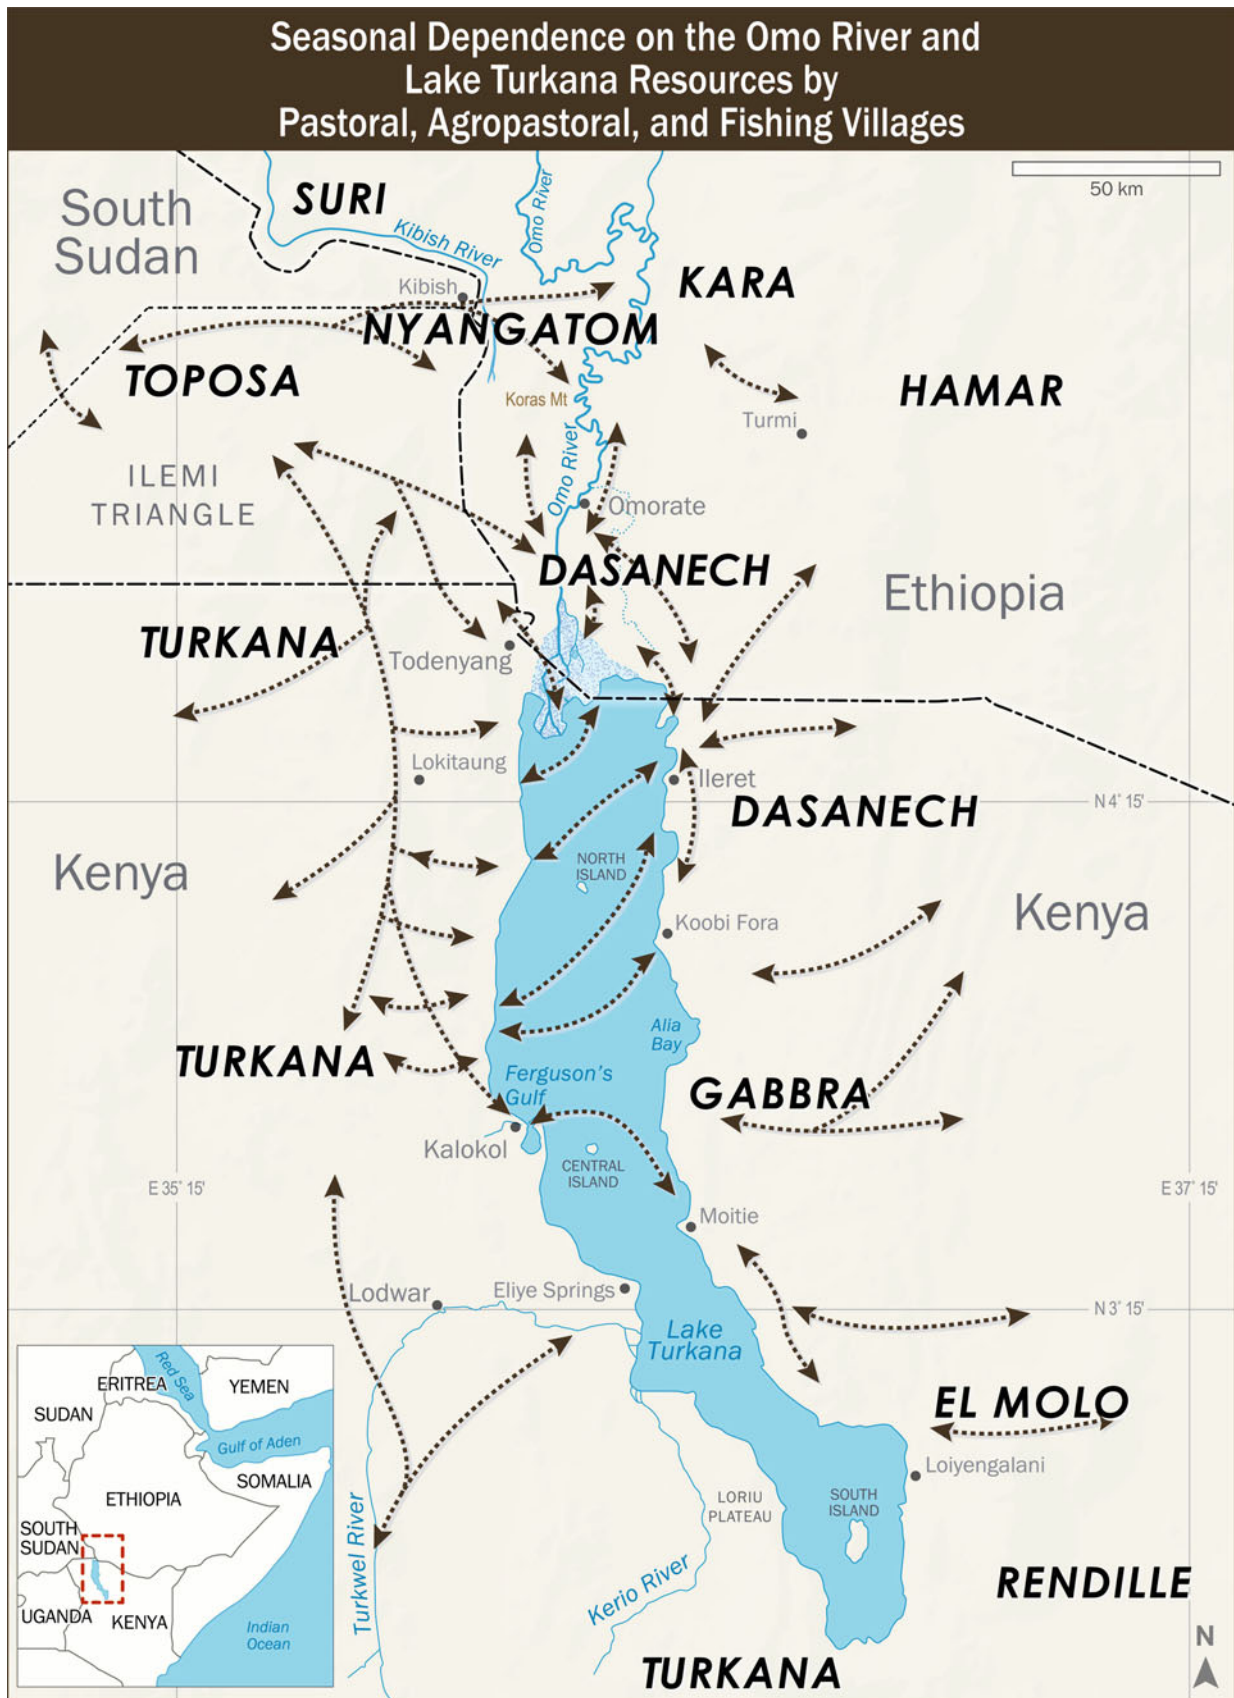 Seasonal Dependence on the Omo River and
Lake Turkana Resources by
Pastoral, Agropastoral, and Fishing Villages
50 km
South
Sudan
SURI
Kibish River
Omo River
KARA
Kibish
NYANGATOM
TOPOSA
HAMAR
Koras Mt
Turmi
ILEMI
TRIANGLE
Omo River
Omorate
DASANECH
Ethiopia
TURKANA
Todenyang
Lokitaung
Ileret
DASANECH
N 4° 15'
Kenya
NORTH
ISLAND
Kenya
Koobi Fora
Alia
Bay
TURKANA
Ferguson's
Gulf
GABBRA
Kalokol
CENTRAL
ISLAND
E 35° 15'
E 37° 15'
Moitie
Lodwar
Eliye Springs
N 3° 15'
Lake
Turkana
EL MOLO
Loiyengalani
LORIU
PLATEAU
SOUTH
ISLAND
Turkwel River
Kerio River
RENDILLE
TURKANA
N
Red Sea
ERITREA
YEMEN
SUDAN
Gulf of Aden
SOMALIA
ETHIOPIA
SOUTH
SUDAN
UGANDA
KENYA
Indian
Ocean